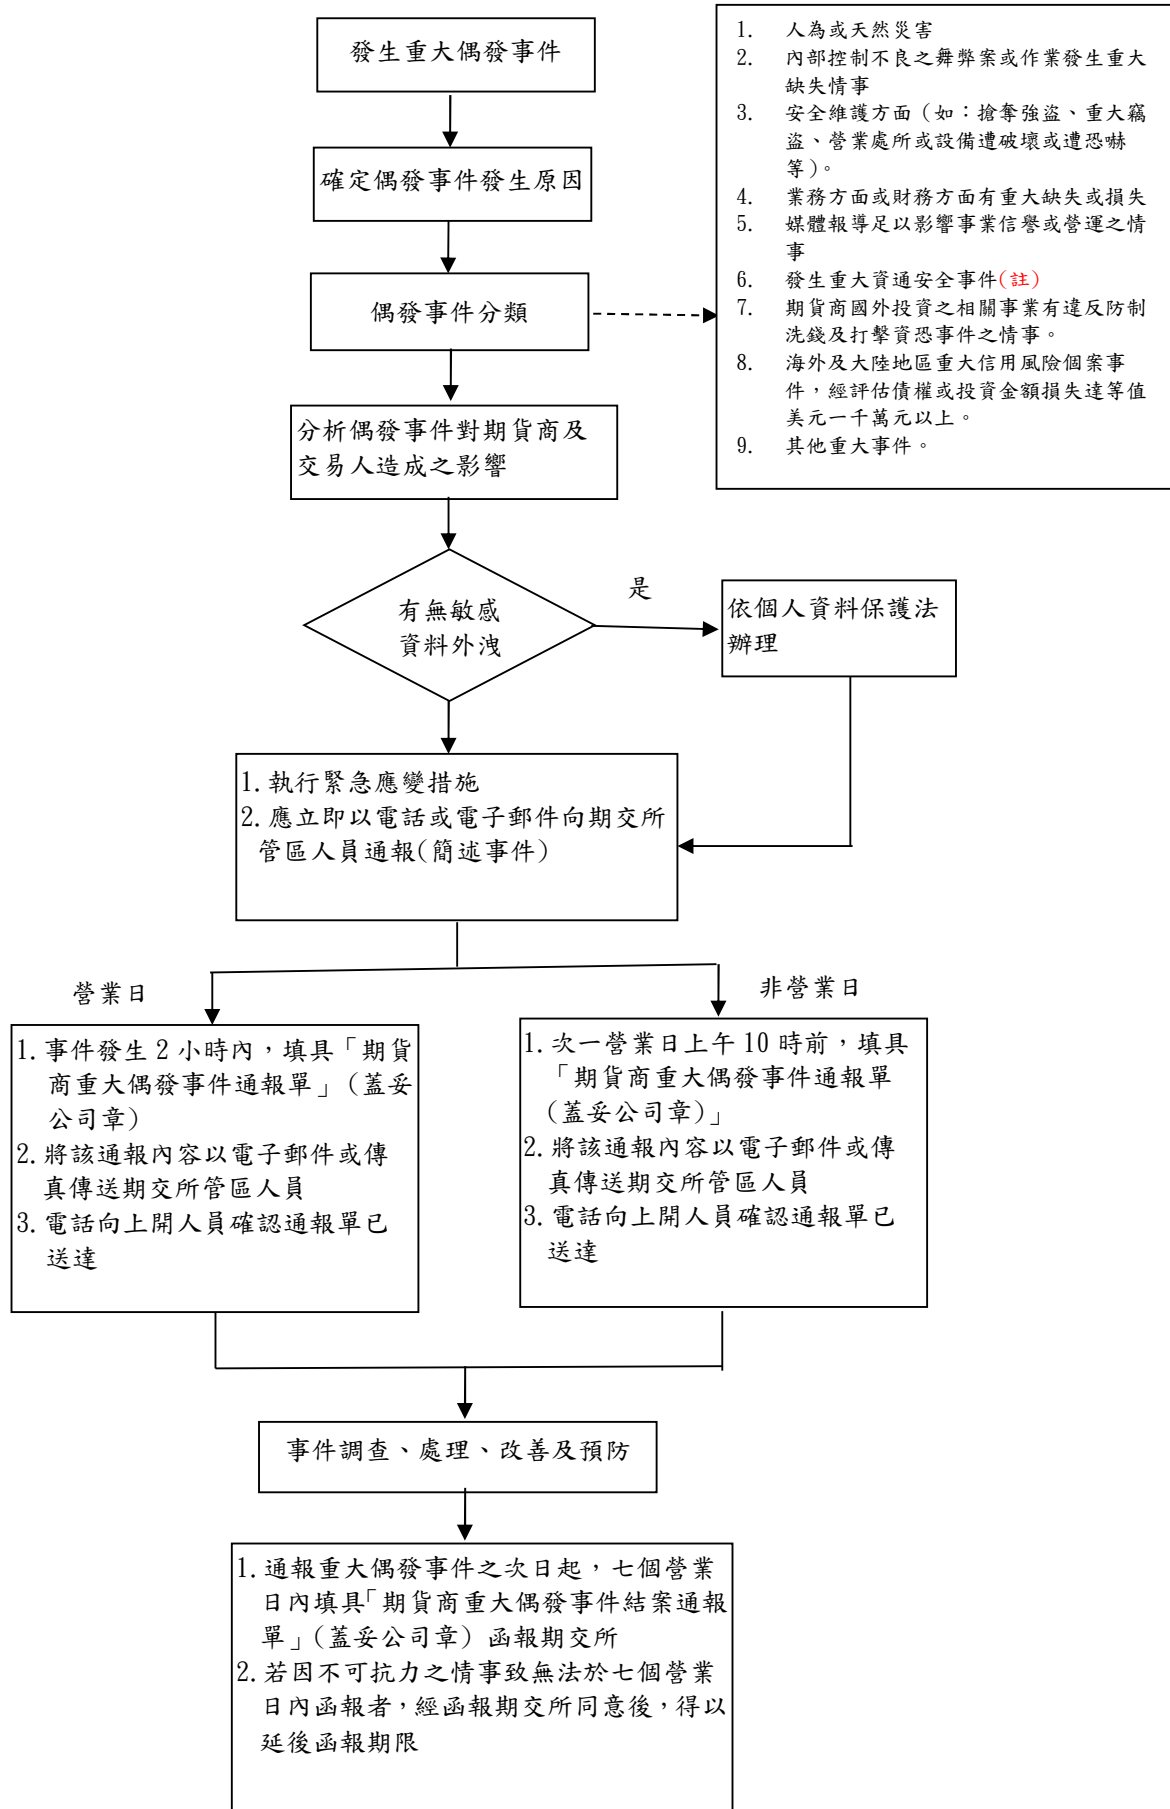 發生重大偶發事件
確定偶發事件發生原因
偶發事件分類
1. 人為或天然災害
2. 內部控制不良之舞弊案或作業發生重大
缺失情事
3. 安全維護方面（如：搶奪強盜、重大竊
盜、營業處所或設備遭破壞或遭恐嚇
等）。
4. 業務方面或財務方面有重大缺失或損失
5. 媒體報導足以影響事業信譽或營運之情
事
6. 發生重大資通安全事件(註)
7. 期貨商國外投資之相關事業有違反防制
洗錢及打擊資恐事件之情事。
8. 海外及大陸地區重大信用風險個案事
件，經評估債權或投資金額損失達等值
美元一千萬元以上。
9. 其他重大事件。
分析偶發事件對期貨商及
交易人造成之影響
有無敏感
資料外洩
是
依個人資料保護法
辦理
1. 執行緊急應變措施
2. 應立即以電話或電子郵件向期交所
管區人員通報(簡述事件)
營業日
1. 事件發生 2 小時內，填具「期貨
商重大偶發事件通報單」（蓋妥
公司章）
2. 將該通報內容以電子郵件或傳
真傳送期交所管區人員
3. 電話向上開人員確認通報單已
送達
非營業日
1. 次一營業日上午 10 時前，填具
「期貨商重大偶發事件通報單
（蓋妥公司章）」
2. 將該通報內容以電子郵件或傳
真傳送期交所管區人員
3. 電話向上開人員確認通報單已
送達
事件調查、處理、改善及預防
1. 通報重大偶發事件之次日起，七個營業
日內填具「期貨商重大偶發事件結案通報
單」（蓋妥公司章）函報期交所
2. 若因不可抗力之情事致無法於七個營業
日內函報者，經函報期交所同意後，得以
延後函報期限